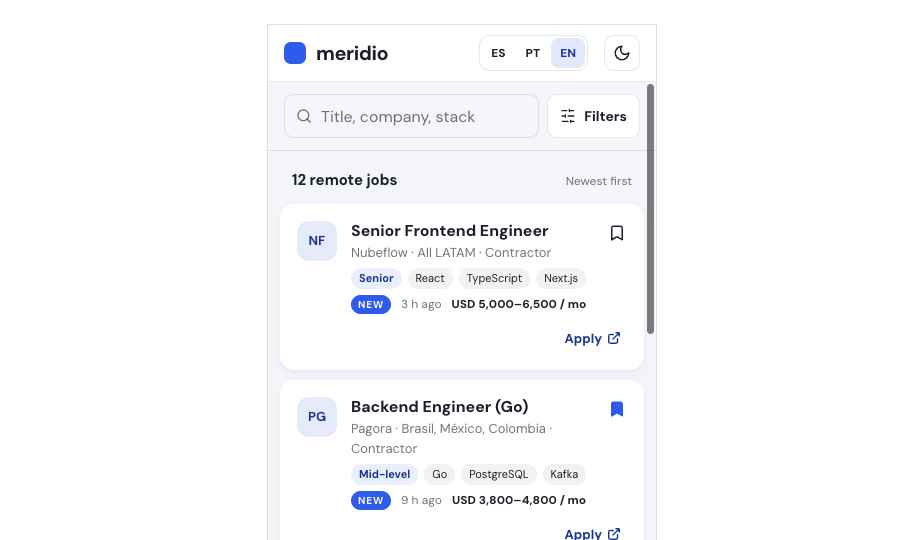 meridio
ES PT EN
Title, company, stack
Filters
12 remote jobs
Newest first
NF
Senior Frontend Engineer
Nubeflow · All LATAM · Contractor
Senior React TypeScript Next.js
NEW 3 h ago USD 5,000–6,500 / mo
Apply
PG
Backend Engineer (Go)
Pagora · Brasil, México, Colombia ·
Contractor
Mid-level Go PostgreSQL Kafka
NEW 9 h ago USD 3,800–4,800 / mo
Apply